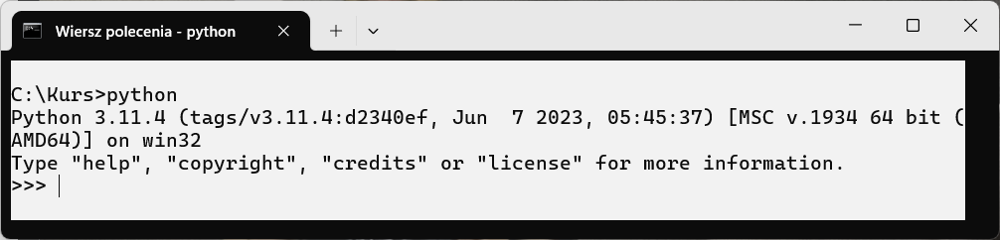 Wiersz polecenia - python
C:\Kurs>python
Python 3.11.4 (tags/v3.11.4:d2340ef, Jun  7 2023, 05:45:37) [MSC v.1934 64 bit (
AMD64)] on win32
Type "help", "copyright", "credits" or "license" for more information.
>>>